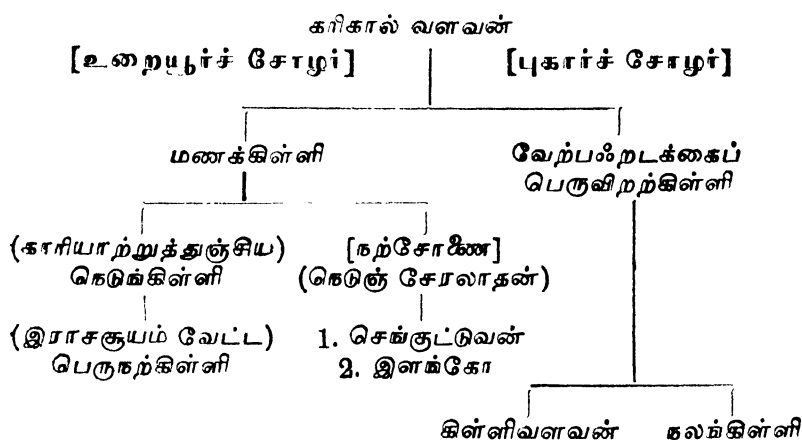 கரிகால் வளவன்
[உறையூர்ச் சோழர்] [புகார்ச் சோழர்]
மணக்கிள்ளி வேற்பஃறடக்கைப்
பெருவிறற்கிள்ளி
(காரியாற்றுத்துஞ்சிய) [நற்சோணை]
நெடுங்கிள்ளி (நெடுஞ் சேரலாதன்)
(இராசசூயம் வேட்ட) 1. செங்குட்டுவன்
பெருநற்கிள்ளி 2. இளங்கோ
கிள்ளிவளவன் நலங்கிள்ளி